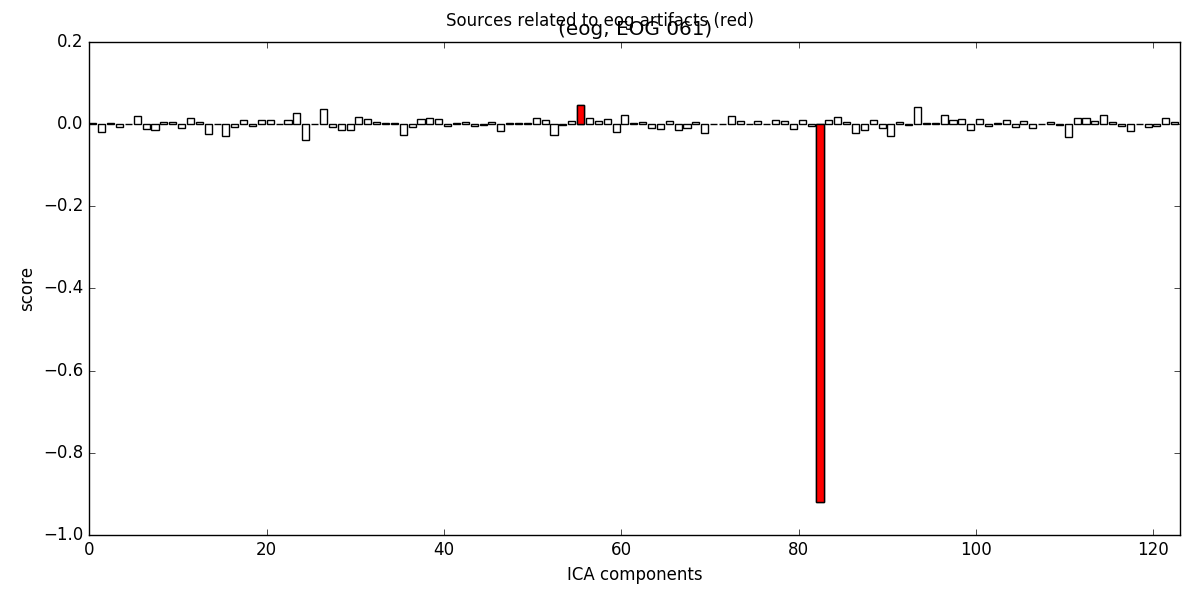 Sources related to eog artifacts (red)
(eog, EOG 061)
0.2
0.0
−0.2
−0.4
−0.6
−0.8
−1.0
score
0 20 40 60 80 100 120
ICA components